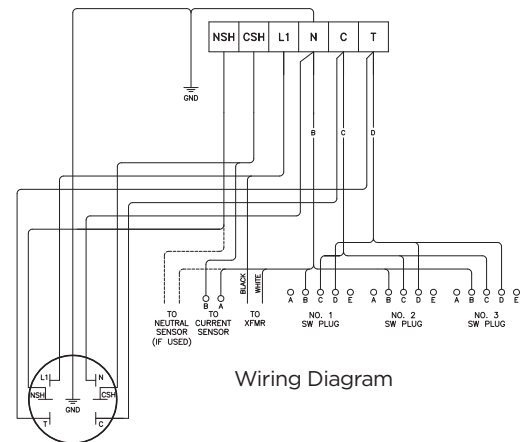 NSH CSH L1 N C T
GND
B C D
BLACK
WHITE
B A
A B C D E
A B C D E
A B C D E
TO
NEUTRAL
SENSOR
(IF USED)
TO
CURRENT
SENSOR
TO
XFMR
NO. 1
SW PLUG
NO. 2
SW PLUG
NO. 3
SW PLUG
Wiring Diagram
L1 N
NSH CSH
GND
T C